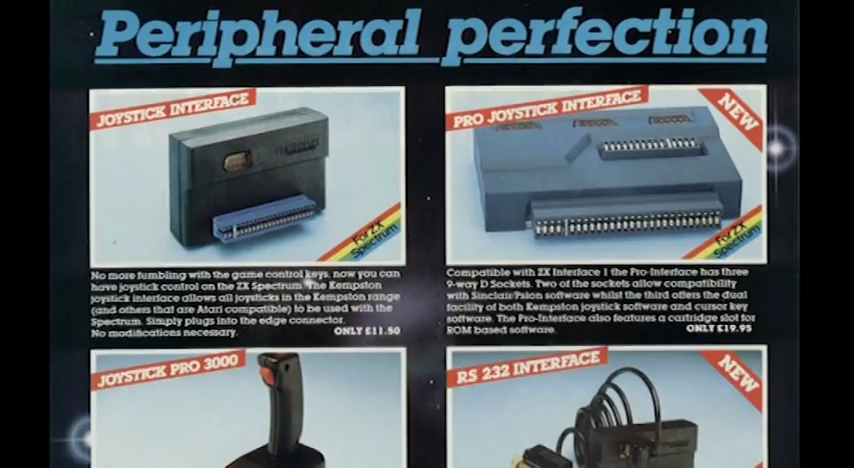 Peripheral perfection
JOYSTICK INTERFACE
For ZX
Spectrum
No more fumbling with the game control keys, now you can
have joystick control on the ZX Spectrum. The Kempston
joystick interface allows all joysticks in the Kempston range
(and others that are Atari compatible) to be used with the
Spectrum. Simply plugs into the edge connector.
No modifications necessary. ONLY £11.50
PRO JOYSTICK INTERFACE
NEW
For ZX
Spectrum
Compatible with ZX Interface 1 the Pro-Interface has three
9-way D Sockets. Two of the sockets allow compatibility
with Sinclair/Psion software whilst the third offers the dual
facility of both Kempston joystick software and cursor key
software. The Pro-Interface also features a cartridge slot for
ROM based software. ONLY £19.95
JOYSTICK PRO 3000
RS 232 INTERFACE
NEW